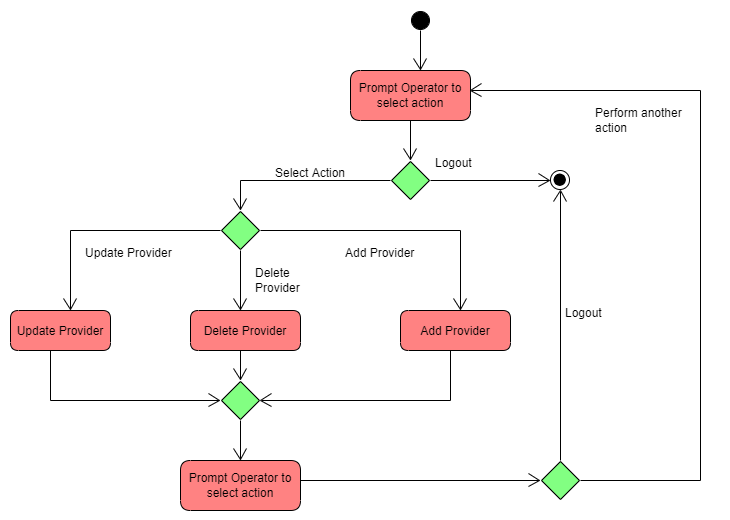 Prompt Operator to
select action
Perform another
action
Logout
Select Action
Update Provider
Delete
Provider
Add Provider
Update Provider
Delete Provider
Add Provider
Logout
Prompt Operator to
select action